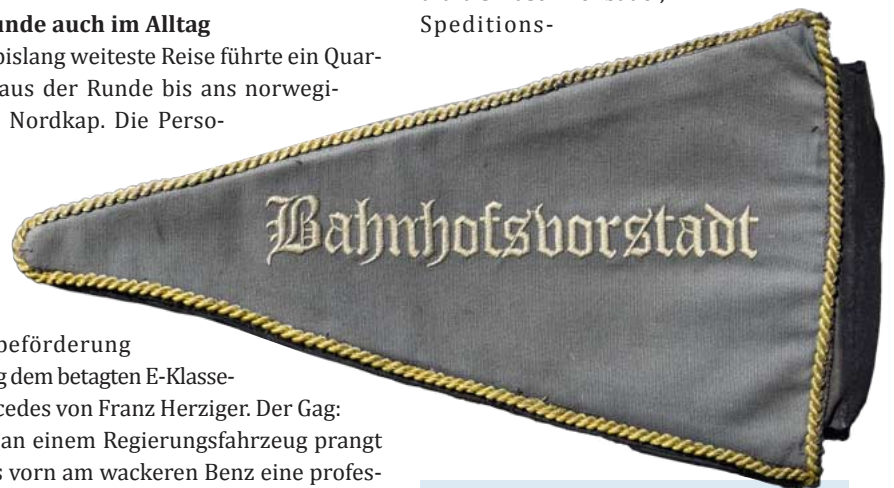 unde auch im Alltag
bislang weiteste Reise führte ein Quar-
aus der Runde bis ans norwegi-
Nordkap. Die Perso-
beförderung
g dem betagten E-Klasse-
cedes von Franz Herziger. Der Gag:
an einem Regierungsfahrzeug prangt
s vorn am wackeren Benz eine profes-
Speditions-
Bahnhofsvorstadt